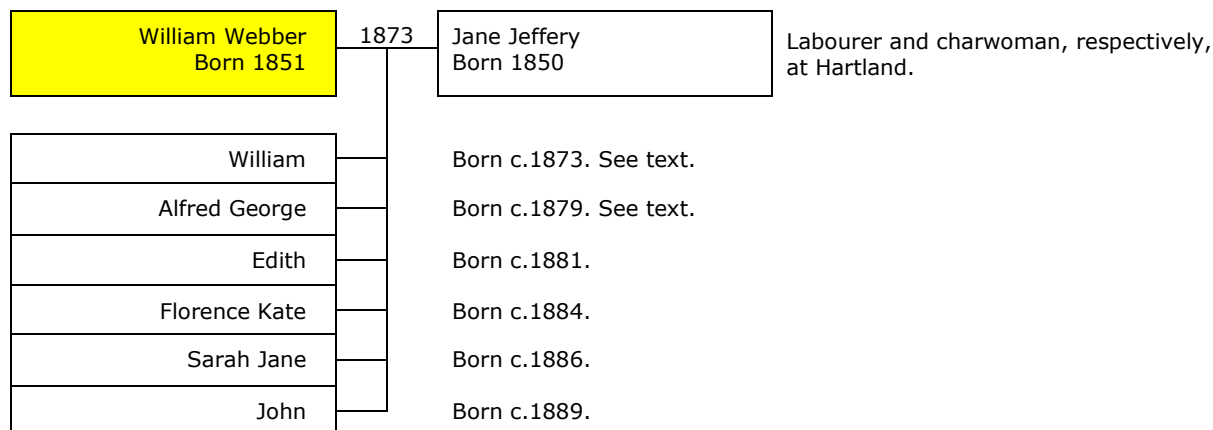 William Webber
Born 1851
1873
Jane Jeffery
Born 1850
Labourer and charwoman, respectively,
at Hartland.
William
Born c.1873. See text.
Alfred George
Born c.1879. See text.
Edith
Born c.1881.
Florence Kate
Born c.1884.
Sarah Jane
Born c.1886.
John
Born c.1889.